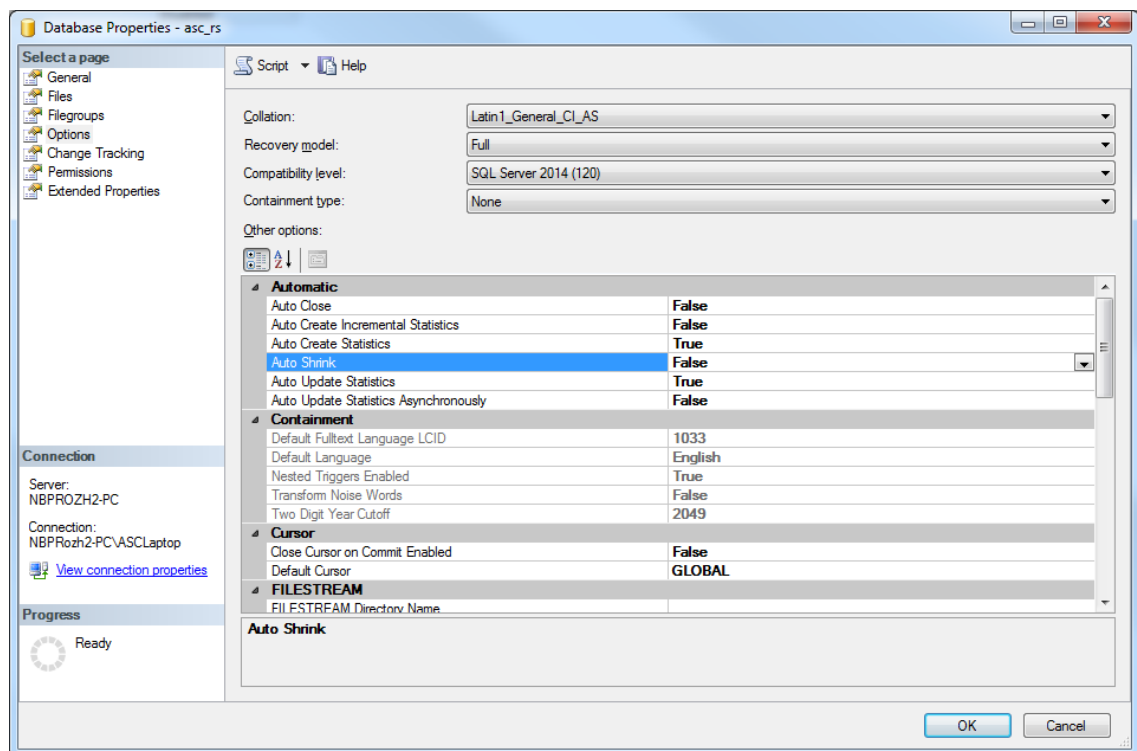 Database Properties - asc_rs
Select a page
General
Files
Filegroups
Options
Change Tracking
Permissions
Extended Properties
Script Help
Collation: Latin1_General_CI_AS
Recovery model: Full
Compatibility level: SQL Server 2014 (120)
Containment type: None
Other options:
Automatic
Auto Close False
Auto Create Incremental Statistics False
Auto Create Statistics True
Auto Shrink False
Auto Update Statistics True
Auto Update Statistics Asynchronously False
Containment
Default Fulltext Language LCID 1033
Default Language English
Nested Triggers Enabled True
Transform Noise Words False
Two Digit Year Cutoff 2049
Cursor
Close Cursor on Commit Enabled False
Default Cursor GLOBAL
FILESTREAM
FILESTREAM Directory Name
Auto Shrink
Connection
Server:
NBPROZH2-PC
Connection:
NBPRozh2-PC\ASCLaptop
View connection properties
Progress
Ready
OK Cancel